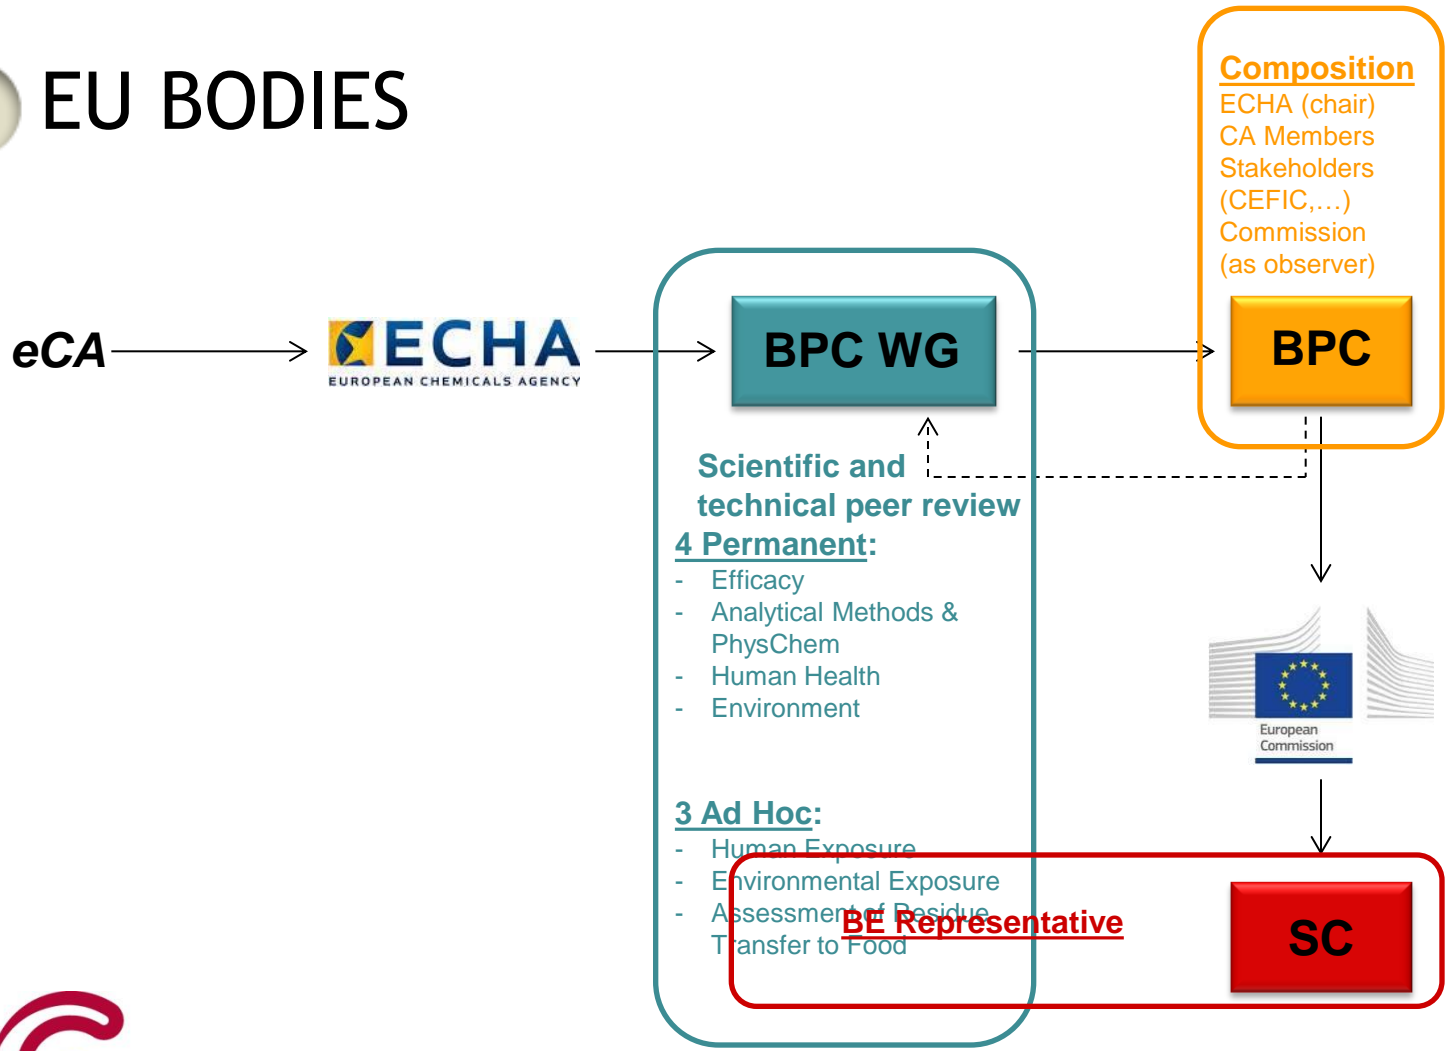 EU BODIES
Composition
ECHA (chair)
CA Members
Stakeholders
(CEFIC,…)
Commission
(as observer)
eCA
ECHA
EUROPEAN CHEMICALS AGENCY
BPC WG
BPC
Scientific and
technical peer review
4 Permanent:
- Efficacy
- Analytical Methods &
PhysChem
- Human Health
- Environment
European
Commission
3 Ad Hoc:
- Human Exposure
- Environmental Exposure
- Assessment of Residue
Transfer to Food
BE Representative
SC